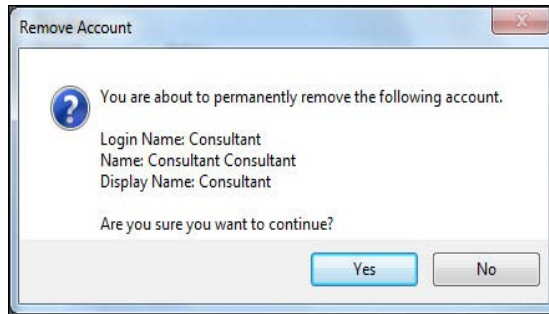 Remove Account
You are about to permanently remove the following account.
Login Name: Consultant
Name: Consultant Consultant
Display Name: Consultant
Are you sure you want to continue?
Yes No